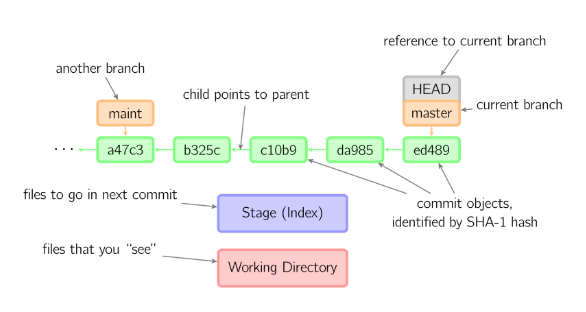 reference to current branch
another branch
HEAD
child points to parent
maint
master
current branch
...
a47c3
b325c
c10b9
da985
ed489
files to go in next commit
Stage (Index)
commit objects,
identified by SHA-1 hash
files that you “see”
Working Directory